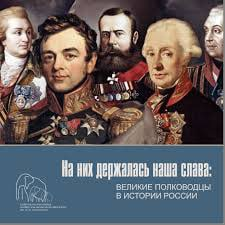 На них держалась наша слава:
ВЕЛИКИЕ ПОЛКОВОДЦЫ
В ИСТОРИИ РОССИИ